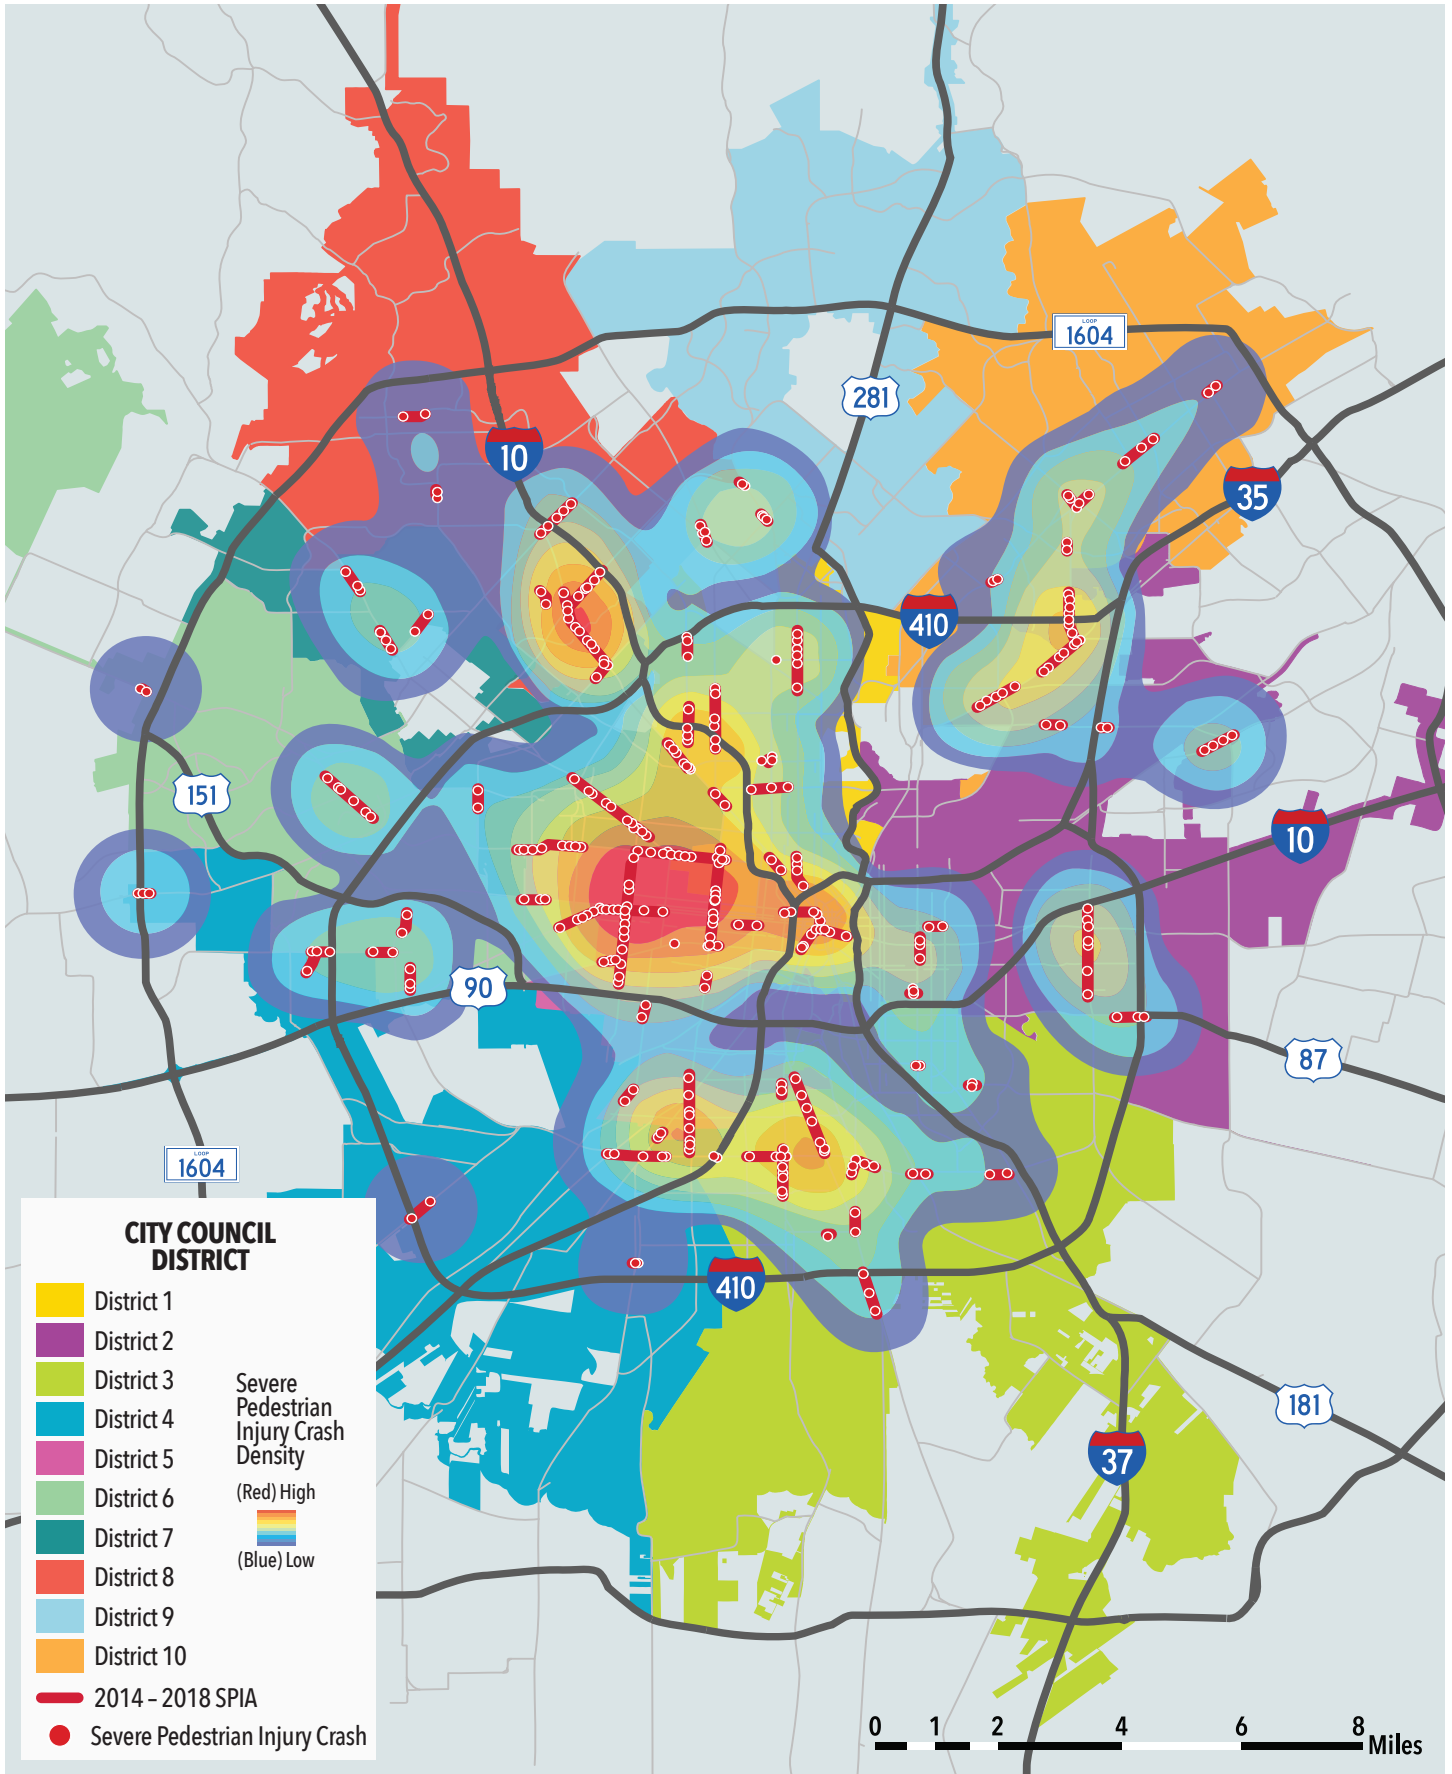 LOOP
1604
281
10
35
410
151
10
90
87
LOOP
1604
CITY COUNCIL
DISTRICT
District 1
District 2
District 3
District 4
District 5
District 6
District 7
District 8
District 9
District 10
Severe
Pedestrian
Injury Crash
Density
(Red) High
(Blue) Low
2014 – 2018 SPIA
Severe Pedestrian Injury Crash
410
181
37
0 1 2 4 6 8
Miles